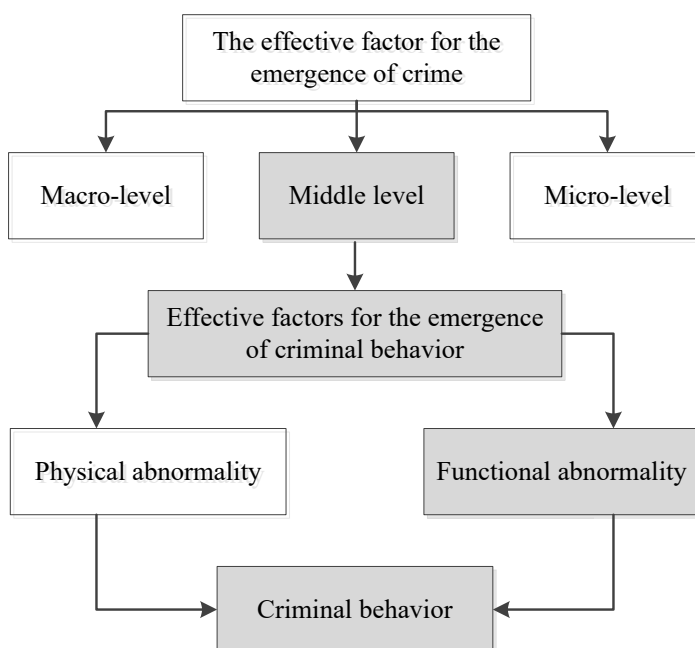 The effective factor for the
emergence of crime
Macro-level
Middle level
Micro-level
Effective factors for the emergence
of criminal behavior
Physical abnormality
Functional abnormality
Criminal behavior